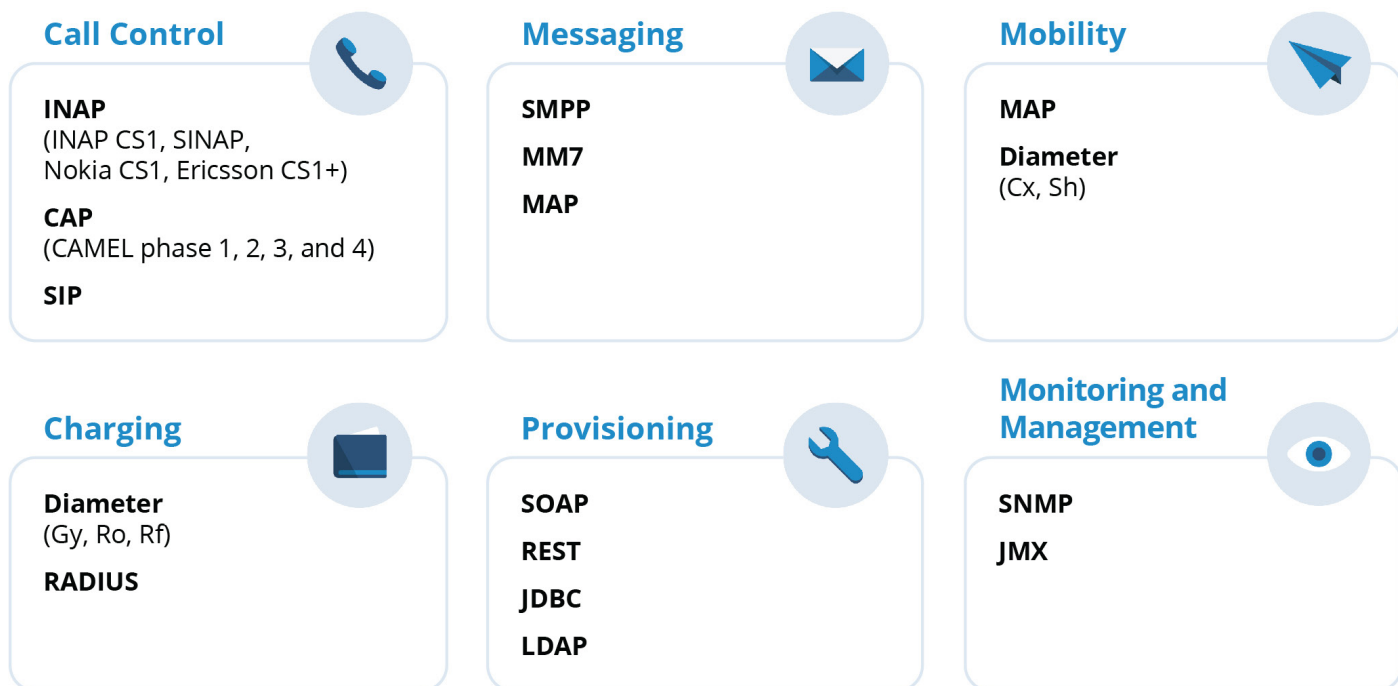 Call Control
INAP
(INAP CS1, SINAP,
Nokia CS1, Ericsson CS1+)
CAP
(CAMEL phase 1, 2, 3, and 4)
SIP
Messaging
SMPP
MM7
MAP
Mobility
MAP
Diameter
(Cx, Sh)
Charging
Diameter
(Gy, Ro, Rf)
RADIUS
Provisioning
SOAP
REST
JDBC
LDAP
Monitoring and
Management
SNMP
JMX